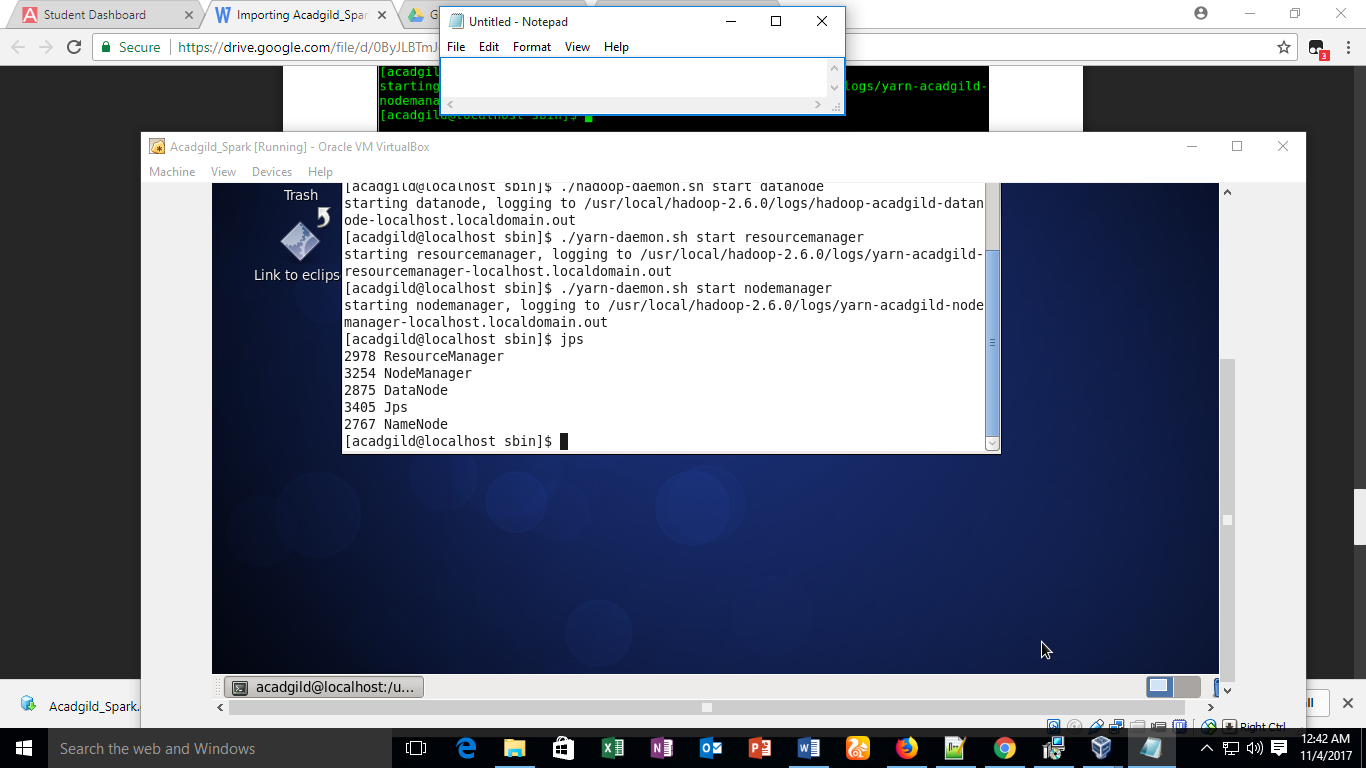 Student Dashboard
Importing Acadgild_Spar
G
Untitled - Notepad
Secure
https://drive.google.com/file/d/0ByJLBTmJ
3
File Edit Format View Help
[acadgil
starting
logs/yarn-acadgild-
nodemana
[acadgild@localhost sbin]$
Acadgild_Spark [Running] - Oracle VM VirtualBox
Machine View Devices Help
Trash
Link to eclips
[acadgild@localhost sbin]$ ./hadoop-daemon.sh start datanode
starting datanode, logging to /usr/local/hadoop-2.6.0/logs/hadoop-acadgild-datan
ode-localhost.localdomain.out
[acadgild@localhost sbin]$ ./yarn-daemon.sh start resourcemanager
starting resourcemanager, logging to /usr/local/hadoop-2.6.0/logs/yarn-acadgild-
resourcemanager-localhost.localdomain.out
[acadgild@localhost sbin]$ ./yarn-daemon.sh start nodemanager
starting nodemanager, logging to /usr/local/hadoop-2.6.0/logs/yarn-acadgild-node
manager-localhost.localdomain.out
[acadgild@localhost sbin]$ jps
2978 ResourceManager
3254 NodeManager
2875 DataNode
3405 Jps
2767 NameNode
[acadgild@localhost sbin]$
acadgild@localhost:/u...
Acadgild_Spark.
all
Right Ctrl
Search the web and Windows
12:42 AM
11/4/2017